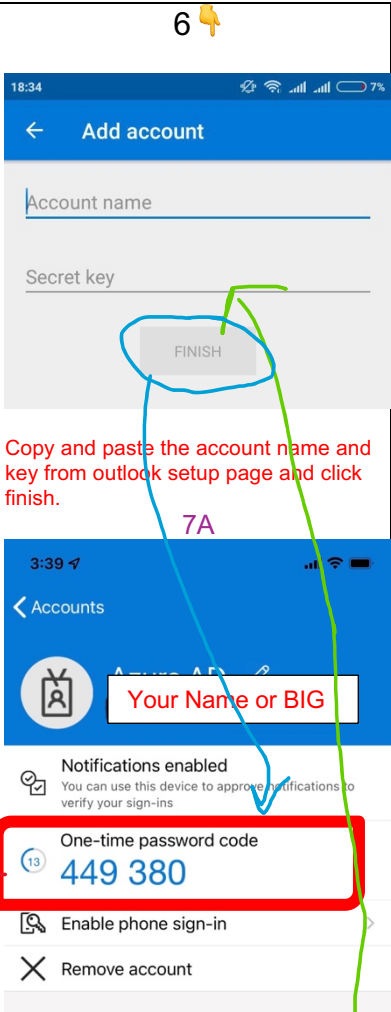 6👇
18:34
7%
← Add account
Account name
Secret key
FINISH
Copy and paste the account name and
key from outlook setup page and click
finish.
7A
3:39
Accounts
Azure AD
Your Name or BIG
Notifications enabled
You can use this device to approve notifications to
verify your sign-ins
One-time password code
13
449 380
Enable phone sign-in
Remove account